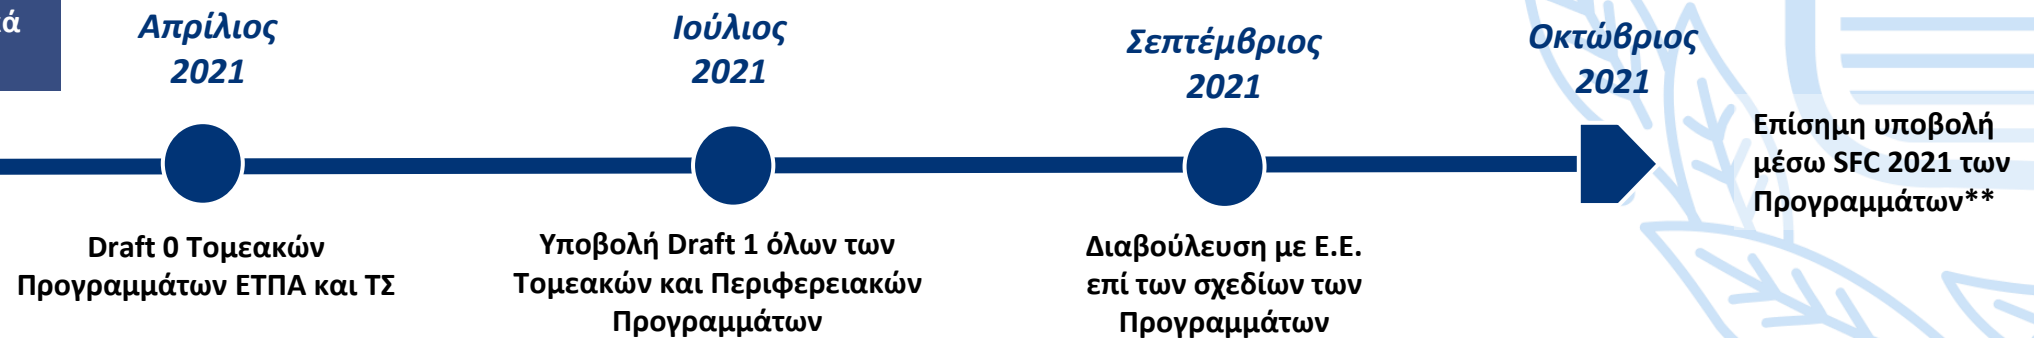 Απρίλιος
2021
Ιούλιος
2021
Σεπτέμβριος
2021
Οκτώβριος
2021
Draft 0 Τομεακών
Προγραμμάτων ΕΤΠΑ και ΤΣ
Υποβολή Draft 1 όλων των
Τομεακών και Περιφερειακών
Προγραμμάτων
Διαβούλευση με Ε.Ε.
επί των σχεδίων των
Προγραμμάτων
Επίσημη υποβολή
μέσω SFC 2021 των
Προγραμμάτων**